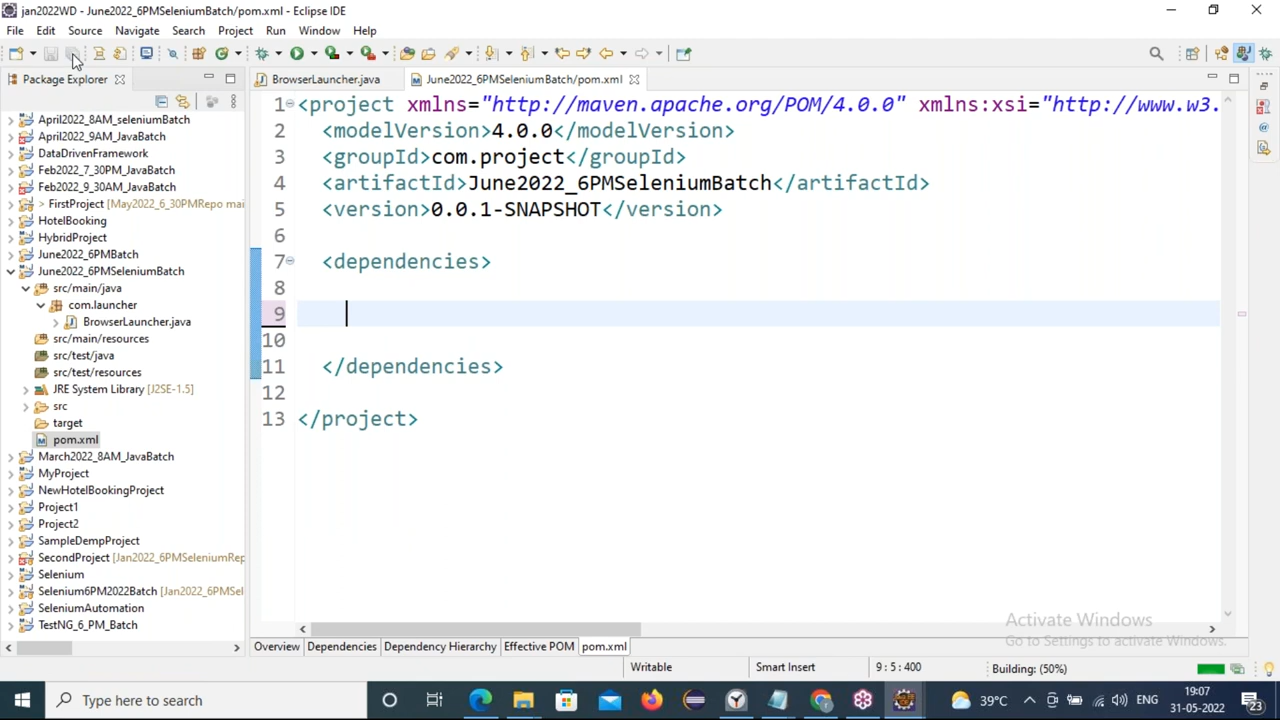 jan2022WD - June2022_6PMSeleniumBatch/pom.xml - Eclipse IDE
File Edit Source Navigate Search Project Run Window Help
Package Explorer
BrowserLauncher.java
June2022_6PMSeleniumBatch/pom.xml
April2022_8AM_seleniumBatch
April2022_9AM_JavaBatch
DataDrivenFramework
Feb2022_7_30PM_JavaBatch
Feb2022_9_30AM_JavaBatch
> FirstProject [May2022_6_30PMRepo mai
HotelBooking
HybridProject
June2022_6PMBatch
June2022_6PMSeleniumBatch
src/main/java
com.launcher
BrowserLauncher.java
src/main/resources
src/test/java
src/test/resources
JRE System Library [J2SE-1.5]
src
target
pom.xml
March2022_8AM_JavaBatch
MyProject
NewHotelBookingProject
Project1
Project2
SampleDempProject
SecondProject [Jan2022_6PMSeleniumRep
Selenium
Selenium6PM2022Batch [Jan2022_6PMSel
SeleniumAutomation
TestNG_6_PM_Batch
1 <project xmlns="http://maven.apache.org/POM/4.0.0" xmlns:xsi="http://www.w3.
2 <modelVersion>4.0.0</modelVersion>
3 <groupId>com.project</groupId>
4 <artifactId>June2022_6PMSeleniumBatch</artifactId>
5 <version>0.0.1-SNAPSHOT</version>
6
7 <dependencies>
8
9
10
11 </dependencies>
12
13 </project>
Activate Windows
Go to Settings to activate Windows.
Overview Dependencies Dependency Hierarchy Effective POM pom.xml
Writable Smart Insert 9 : 5 : 400 Building: (50%)
Type here to search
39°C
ENG
19:07
31-05-2022
23